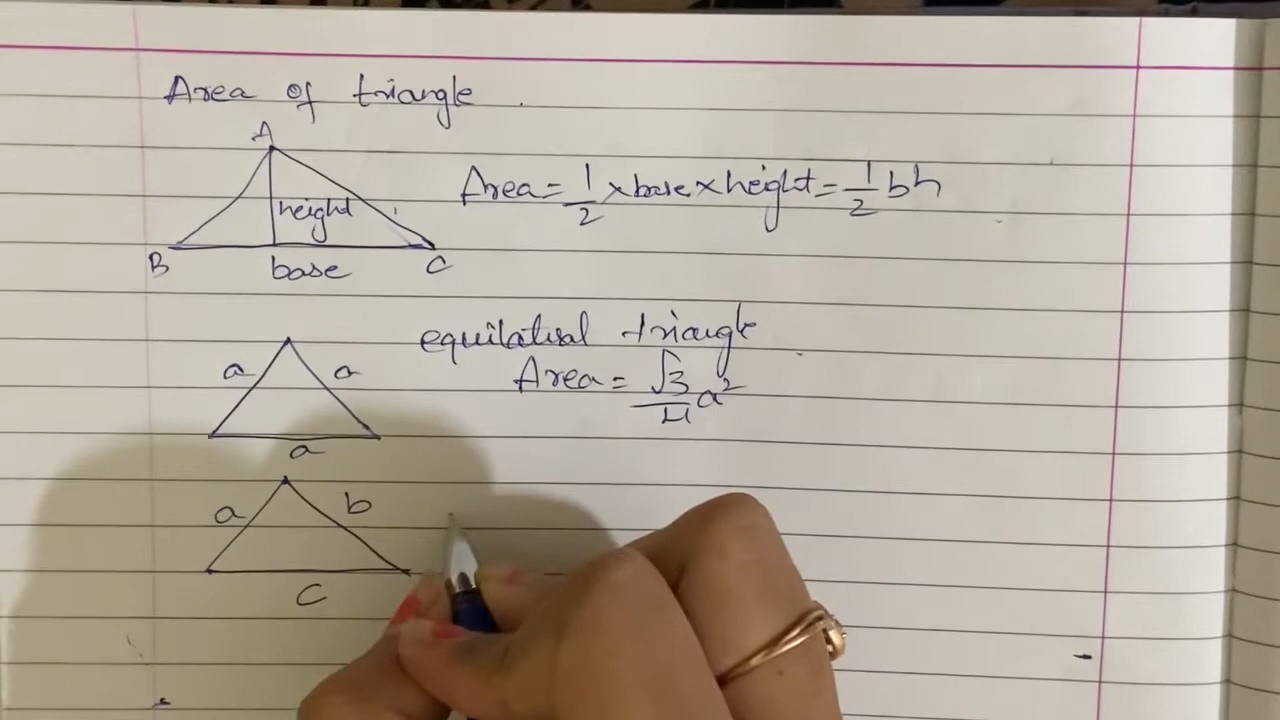 Area of triangle
A
height
Area = 1/2 × base × height = 1/2 bh
B
base
C
equilateral triangle
a
a
Area = √3/4 a²
a
a
b
c